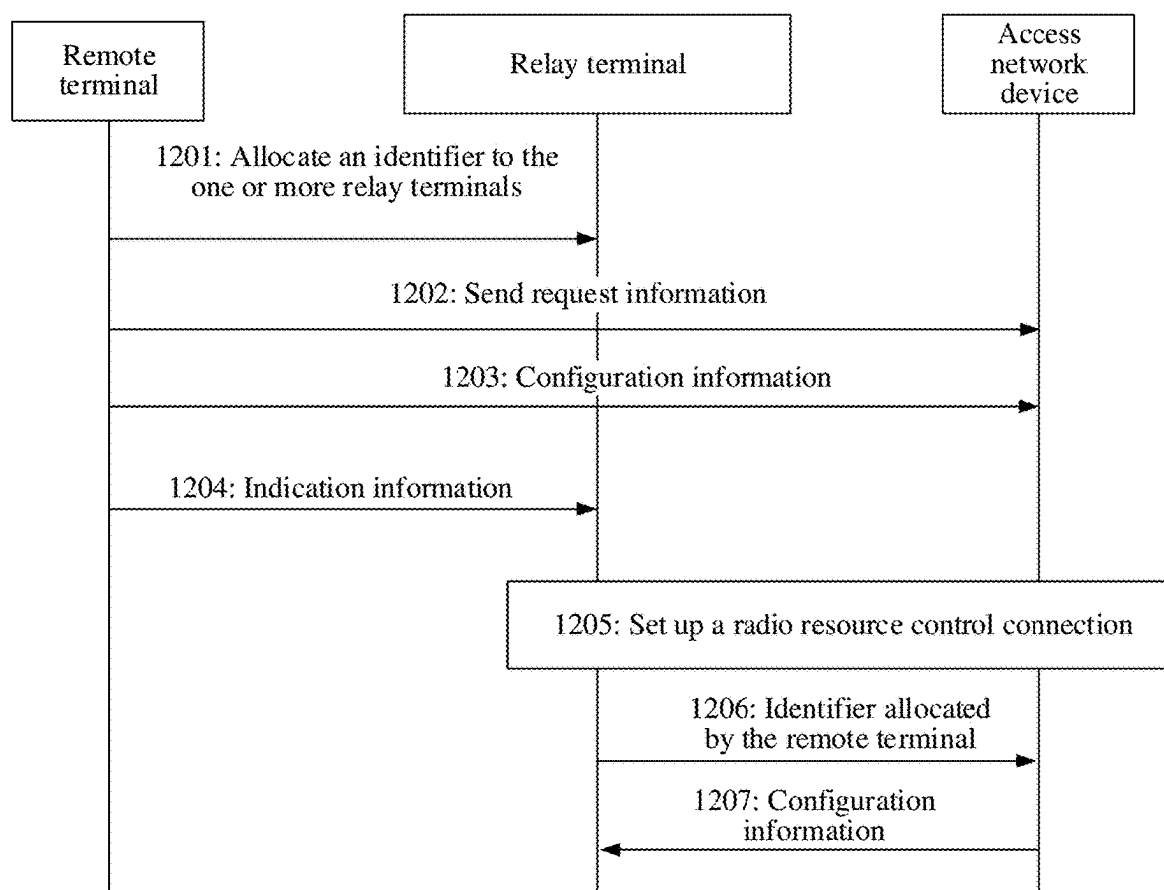 Remote
terminal
Relay terminal
Access
network
device
1201: Allocate an identifier to the
one or more relay terminals
1202: Send request information
1203: Configuration information
1204: Indication information
1205: Set up a radio resource control connection
1206: Identifier allocated
by the remote terminal
1207: Configuration
information